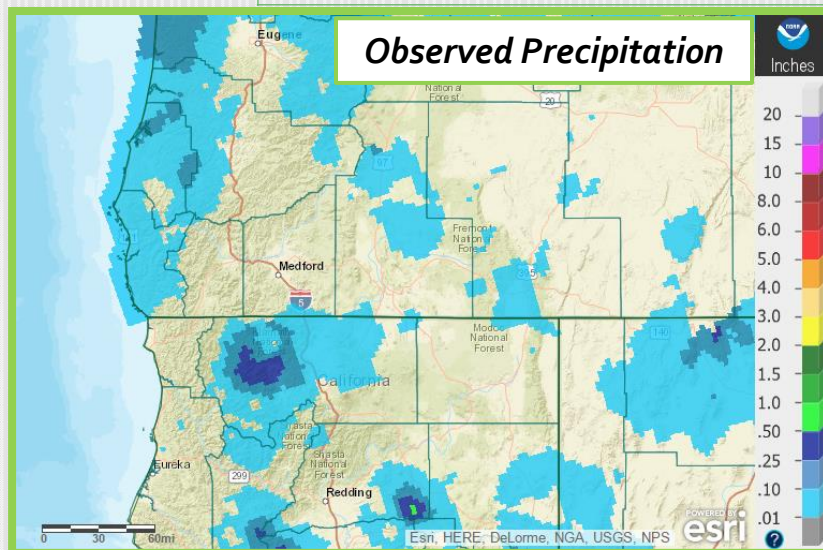 Observed Precipitation
NOAA
Inches
Eugene
National
Forest
20
97
Fremont
National
Forest
Medford
5
Modoc
National
Forest
140
California
Shasta
National
Forest
Eureka
299
Redding
20
15
10
8.0
6.0
5.0
4.0
3.0
2.0
1.5
1.0
.50
.25
.10
.01
0
30
60mi
Esri, HERE, DeLorme, NGA, USGS, NPS
POWERED BY
esri
?